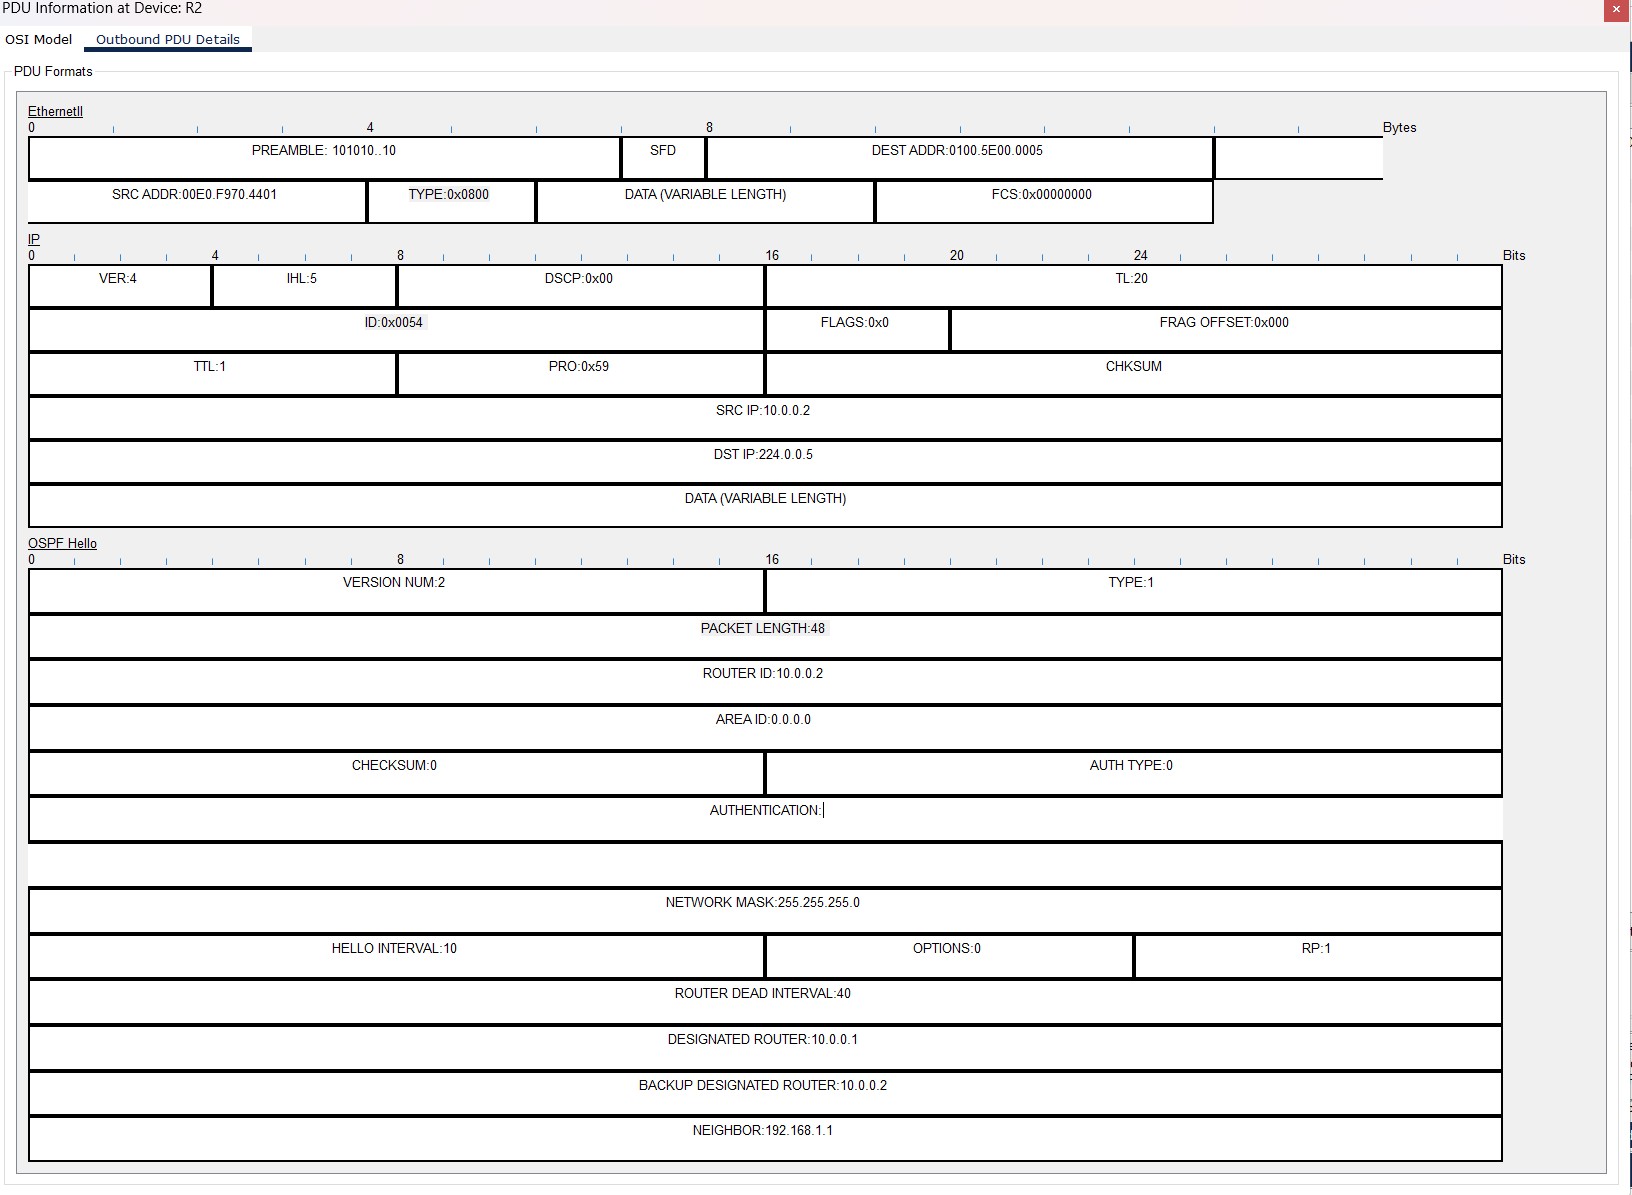 PDU Information at Device: R2
OSI Model Outbound PDU Details
PDU Formats
EthernetII
0 4 8 Bytes
PREAMBLE: 101010..10 SFD DEST ADDR:0100.5E00.0005
SRC ADDR:00E0.F970.4401 TYPE:0x0800 DATA (VARIABLE LENGTH) FCS:0x00000000
IP
0 4 8 16 20 24 Bits
VER:4 IHL:5 DSCP:0x00 TL:20
ID:0x0054 FLAGS:0x0 FRAG OFFSET:0x000
TTL:1 PRO:0x59 CHKSUM
SRC IP:10.0.0.2
DST IP:224.0.0.5
DATA (VARIABLE LENGTH)
OSPF Hello
0 8 16 Bits
VERSION NUM:2 TYPE:1
PACKET LENGTH:48
ROUTER ID:10.0.0.2
AREA ID:0.0.0.0
CHECKSUM:0 AUTH TYPE:0
AUTHENTICATION:
NETWORK MASK:255.255.255.0
HELLO INTERVAL:10 OPTIONS:0 RP:1
ROUTER DEAD INTERVAL:40
DESIGNATED ROUTER:10.0.0.1
BACKUP DESIGNATED ROUTER:10.0.0.2
NEIGHBOR:192.168.1.1